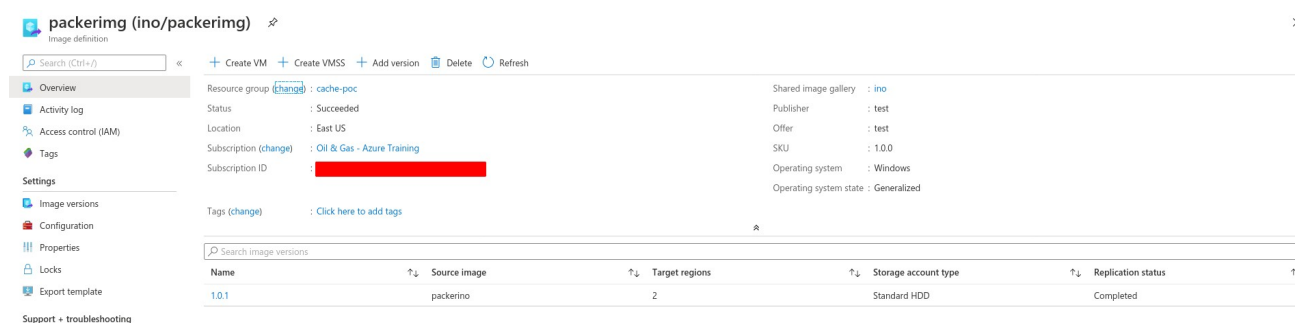 packerimg (ino/packerimg)
Image definition
Search (Ctrl+/) «
+ Create VM + Create VMSS + Add version Delete Refresh
Overview
Activity log
Access control (IAM)
Tags
Settings
Image versions
Configuration
Properties
Locks
Export template
Support + troubleshooting
Resource group (change) : cache-poc
Status : Succeeded
Location : East US
Subscription (change) : Oil & Gas - Azure Training
Subscription ID :
Tags (change) : Click here to add tags
Shared image gallery : ino
Publisher : test
Offer : test
SKU : 1.0.0
Operating system : Windows
Operating system state : Generalized
Search image versions
Name ↑↓ Source image ↑↓ Target regions ↑↓ Storage account type ↑↓ Replication status
1.0.1 packerino 2 Standard HDD Completed